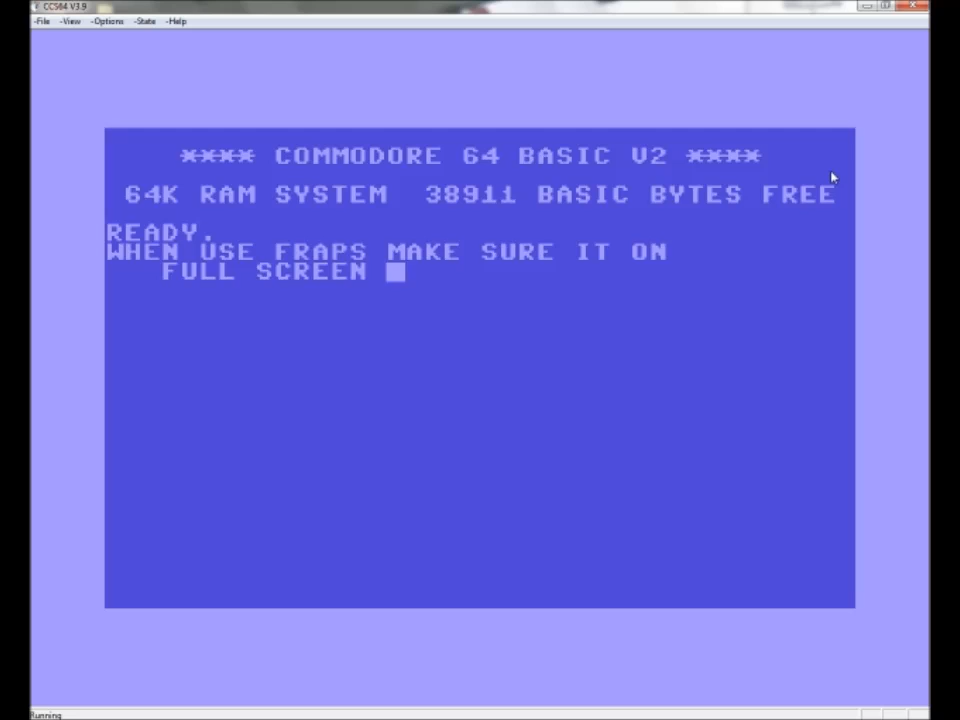 CCS64 V3.9
-File -View -Options -State -Help
**** COMMODORE 64 BASIC V2 ****
64K RAM SYSTEM 38911 BASIC BYTES FREE
READY.
WHEN USE FRAPS MAKE SURE IT ON
FULL SCREEN
Running